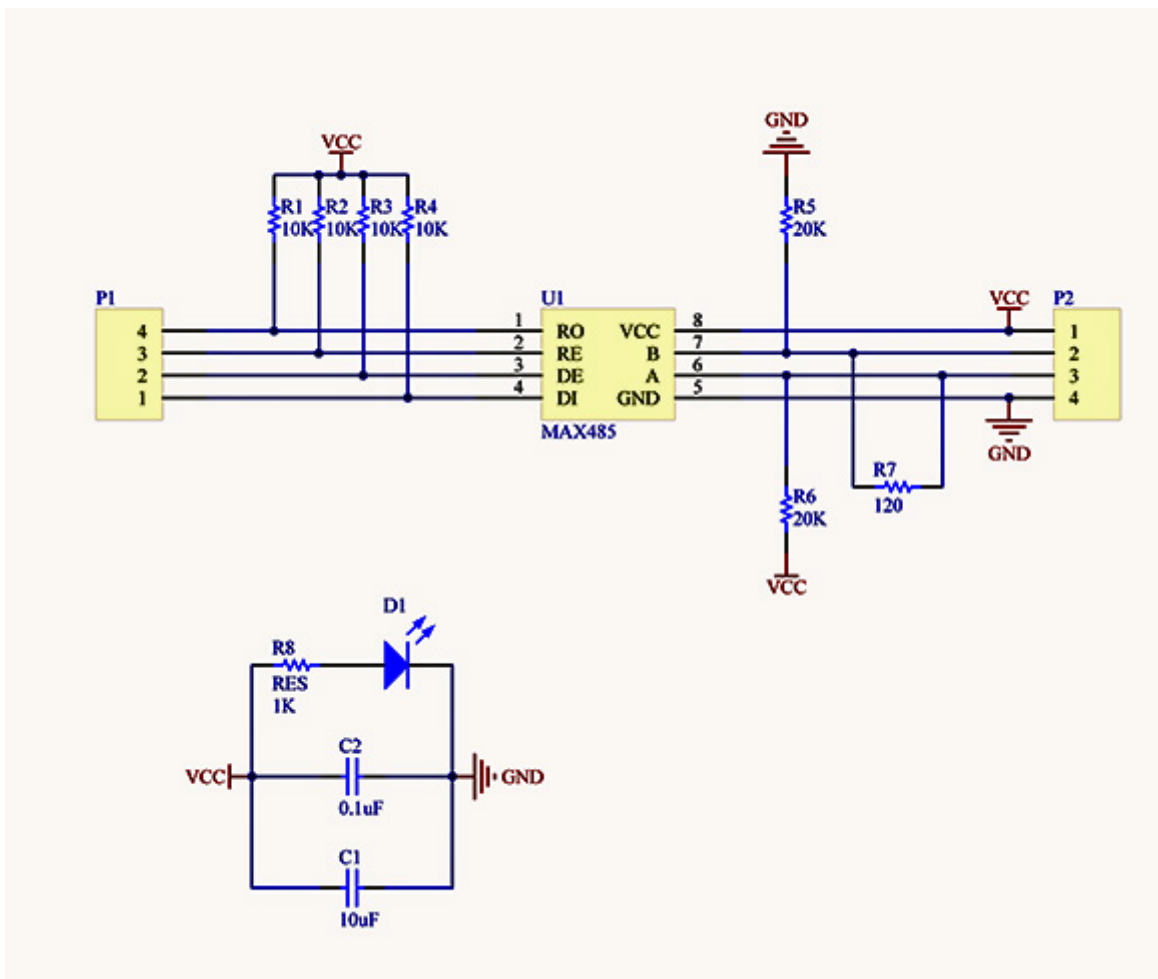 GND
VCC
R1 R2 R3 R4
10K 10K 10K 10K
R5
20K
P1
U1
VCC
P2
4
1
RO
VCC
8
1
3
2
RE
B
7
2
2
3
DE
A
6
3
1
4
DI
GND
5
4
MAX485
GND
R7
120
R6
20K
VCC
D1
R8
RES
1K
C2
VCC
GND
0.1uF
C1
10uF